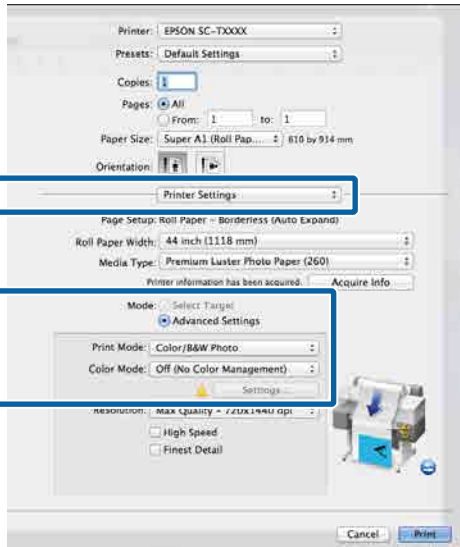 Printer: EPSON SC-TXXXX
Presets: Default Settings
Copies: 1
Pages: All
From: 1 to: 1
Paper Size: Super A1 (Roll Pap.... 610 by 914 mm
Orientation:
Printer Settings
Page Setup: Roll Paper - Borderless (Auto Expand)
Roll Paper Width: 44 inch (1118 mm)
Media Type: Premium Luster Photo Paper (260)
Printer information has been acquired. Acquire Info
Mode: Select Target
Advanced Settings
Print Mode: Color/B&W Photo
Color Mode: Off (No Color Management)
Settings...
Resolution: Max Quality - 720x1440 dpi
High Speed
Finest Detail
Cancel Print